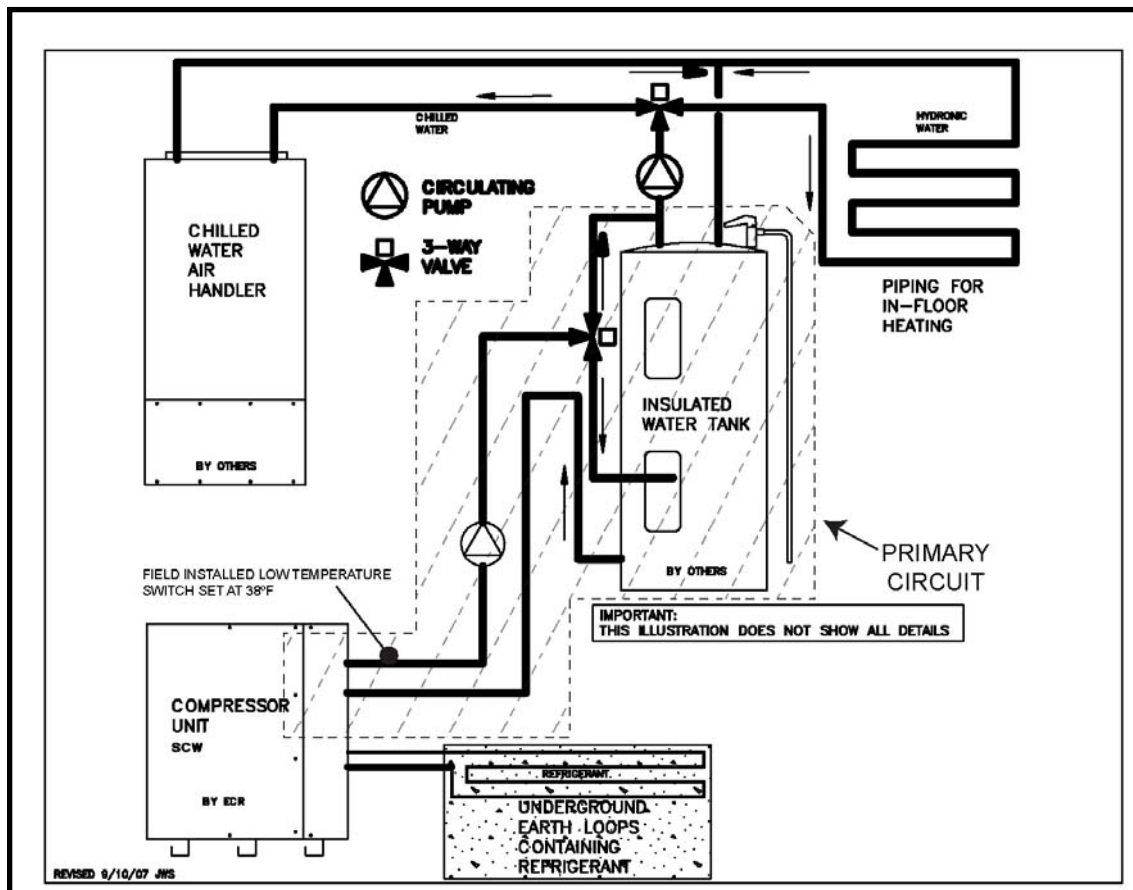 CHILLED
WATER
HYDRONIC
WATER
CIRCULATING
PUMP
3-WAY
VALVE
CHILLED
WATER
AIR
HANDLER
BY OTHERS
PIPING FOR
IN-FLOOR
HEATING
INSULATED
WATER TANK
BY OTHERS
PRIMARY
CIRCUIT
FIELD INSTALLED LOW TEMPERATURE
SWITCH SET AT 38°F
IMPORTANT:
THIS ILLUSTRATION DOES NOT SHOW ALL DETAILS
COMPRESSOR
UNIT
SCW
BY ECR
REFRIGERANT
UNDERGROUND
EARTH LOOPS
CONTAINING
REFRIGERANT
REVISED 9/10/07 JWS